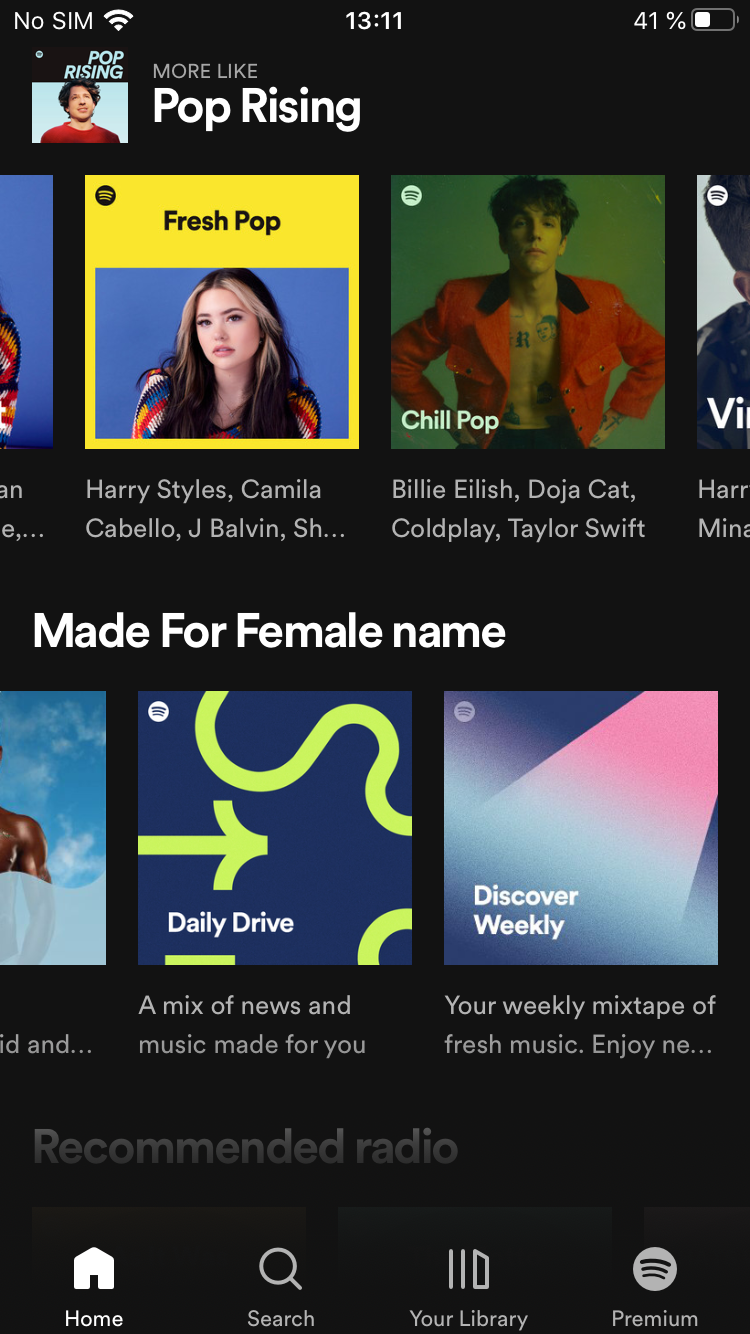 No SIM 13:11 41 %
POP
RISING
MORE LIKE
Pop Rising
Fresh Pop
Chill Pop
an
Harry Styles, Camila
Billie Eilish, Doja Cat,
Harr
e,...
Cabello, J Balvin, Sh...
Coldplay, Taylor Swift
Mina
Made For Female name
Daily Drive
Discover
Weekly
A mix of news and
Your weekly mixtape of
id and...
music made for you
fresh music. Enjoy ne...
Recommended radio
Home Search Your Library Premium